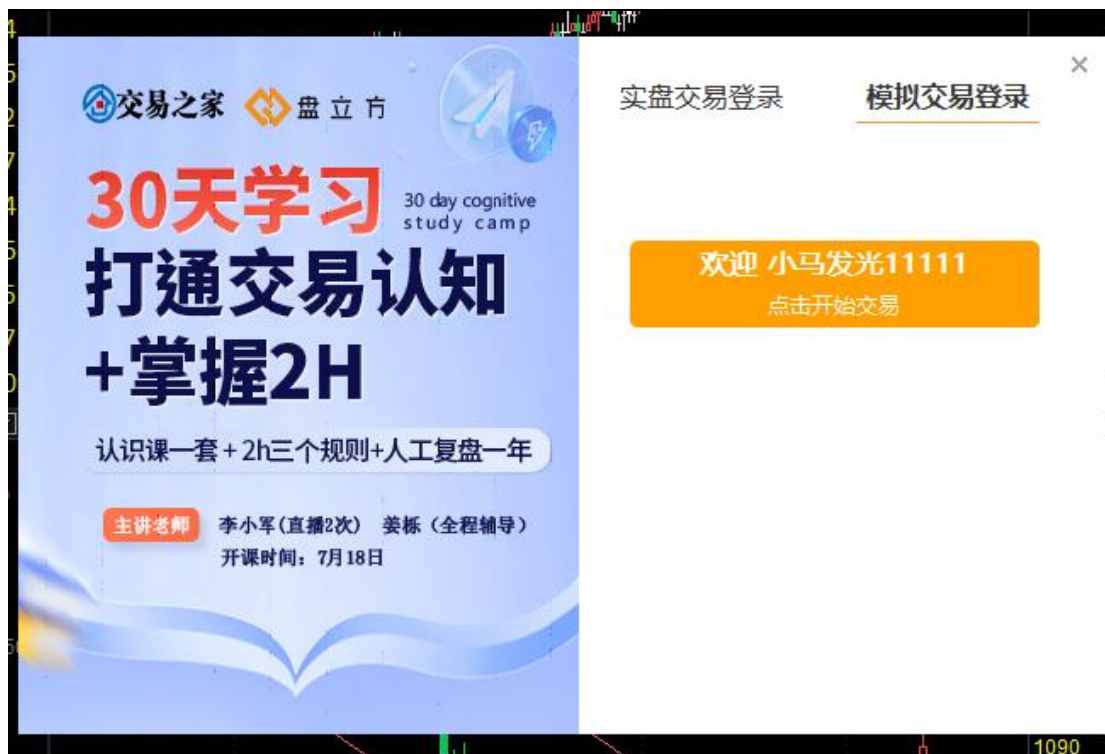 交易之家 盘立方
30天学习
30 day cognitive
study camp
打通交易认知
+掌握2H
认识课一套+2h三个规则+人工复盘一年
主讲老师 李小军(直播2次) 姜栎（全程辅导）
开课时间：7月18日
实盘交易登录 模拟交易登录
×
欢迎 小马发光11111
点击开始交易
1090